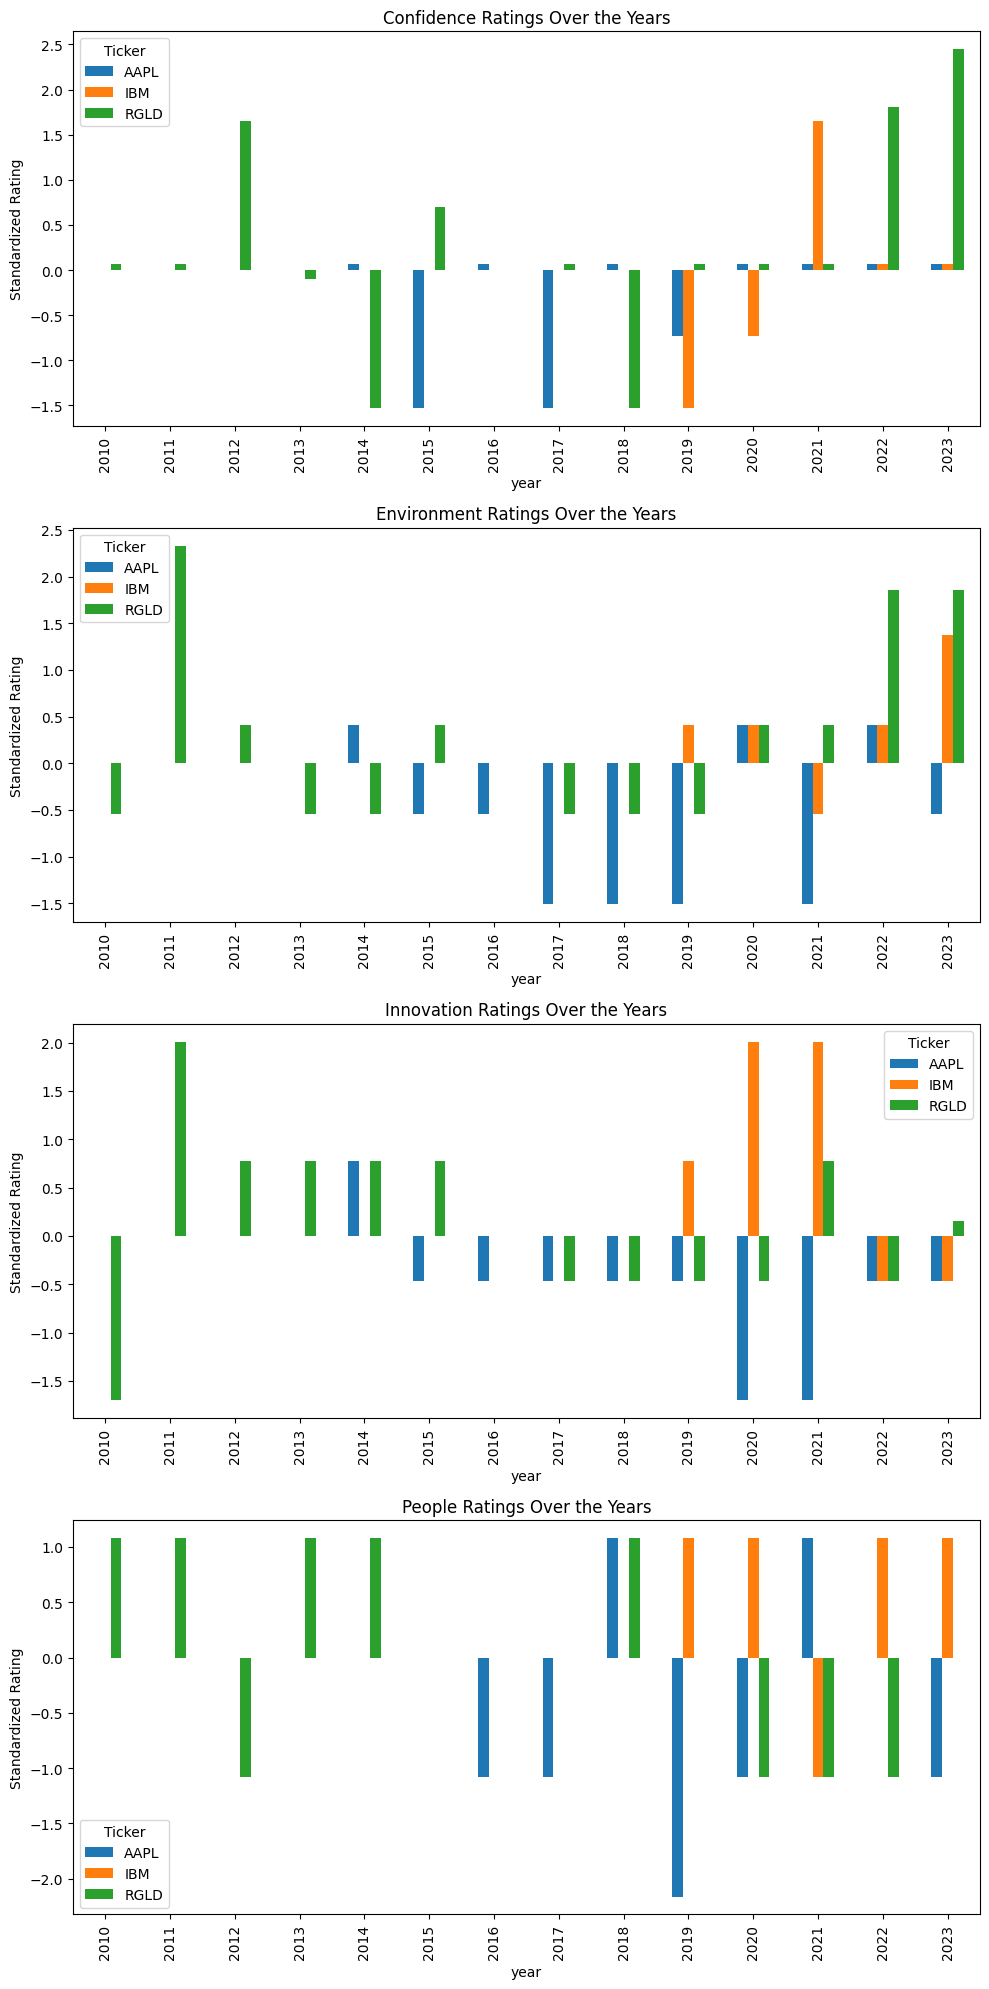 Confidence Ratings Over the Years
Ticker
AAPL
IBM
RGLD
Standardized Rating
2.5
2.0
1.5
1.0
0.5
0.0
−0.5
−1.0
−1.5
2010 2011 2012 2013 2014 2015 2016 2017 2018 2019 2020 2021 2022 2023
year
Environment Ratings Over the Years
Ticker
AAPL
IBM
RGLD
Standardized Rating
2.5
2.0
1.5
1.0
0.5
0.0
−0.5
−1.0
−1.5
2010 2011 2012 2013 2014 2015 2016 2017 2018 2019 2020 2021 2022 2023
year
Innovation Ratings Over the Years
Ticker
AAPL
IBM
RGLD
Standardized Rating
2.0
1.5
1.0
0.5
0.0
−0.5
−1.0
−1.5
2010 2011 2012 2013 2014 2015 2016 2017 2018 2019 2020 2021 2022 2023
year
People Ratings Over the Years
Standardized Rating
1.0
0.5
0.0
−0.5
−1.0
−1.5
−2.0
Ticker
AAPL
IBM
RGLD
2010 2011 2012 2013 2014 2015 2016 2017 2018 2019 2020 2021 2022 2023
year